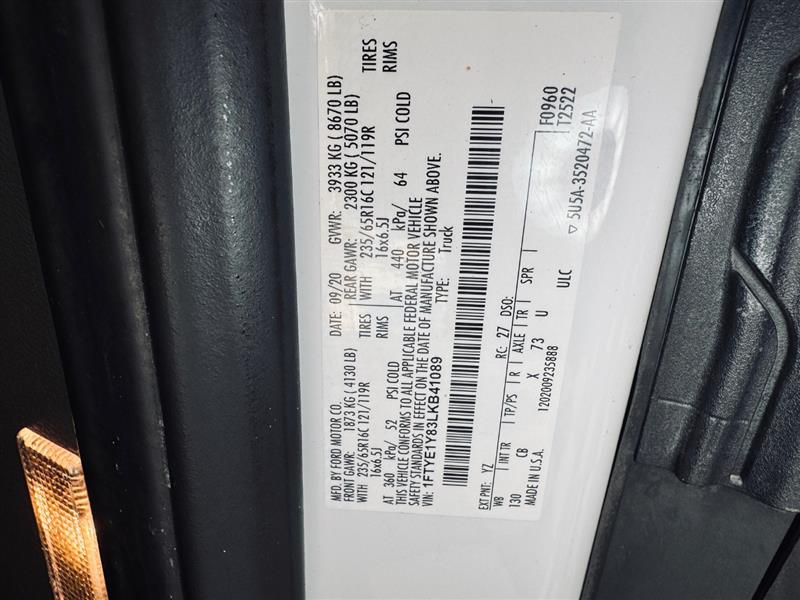 MFD. BY FORD MOTOR CO.
DATE: 09/20 GVWR: 3933 KG ( 8670 LB)
FRONT GAWR: 1873 KG ( 4130 LB) REAR GAWR: 2300 KG ( 5070 LB)
WITH 235/65R16C 121/119R TIRES WITH 235/65R16C 121/119R TIRES
16x6.5J RIMS 16x6.5J RIMS
AT 360 kPa/ 52 PSI COLD AT 440 kPa/ 64 PSI COLD
THIS VEHICLE CONFORMS TO ALL APPLICABLE FEDERAL MOTOR VEHICLE
SAFETY STANDARDS IN EFFECT ON THE DATE OF MANUFACTURE SHOWN ABOVE.
VIN: 1FTYE1Y83LKB41089 TYPE: Truck
EXT PNT: YZ RC: 27 DSO: F0960
WB INT TR TP/PS R AXLE TR SPR T2522
130 CB X 73 U
MADE IN U.S.A. 1202009235888 ULC ▽ 5U5A-3520472-AA